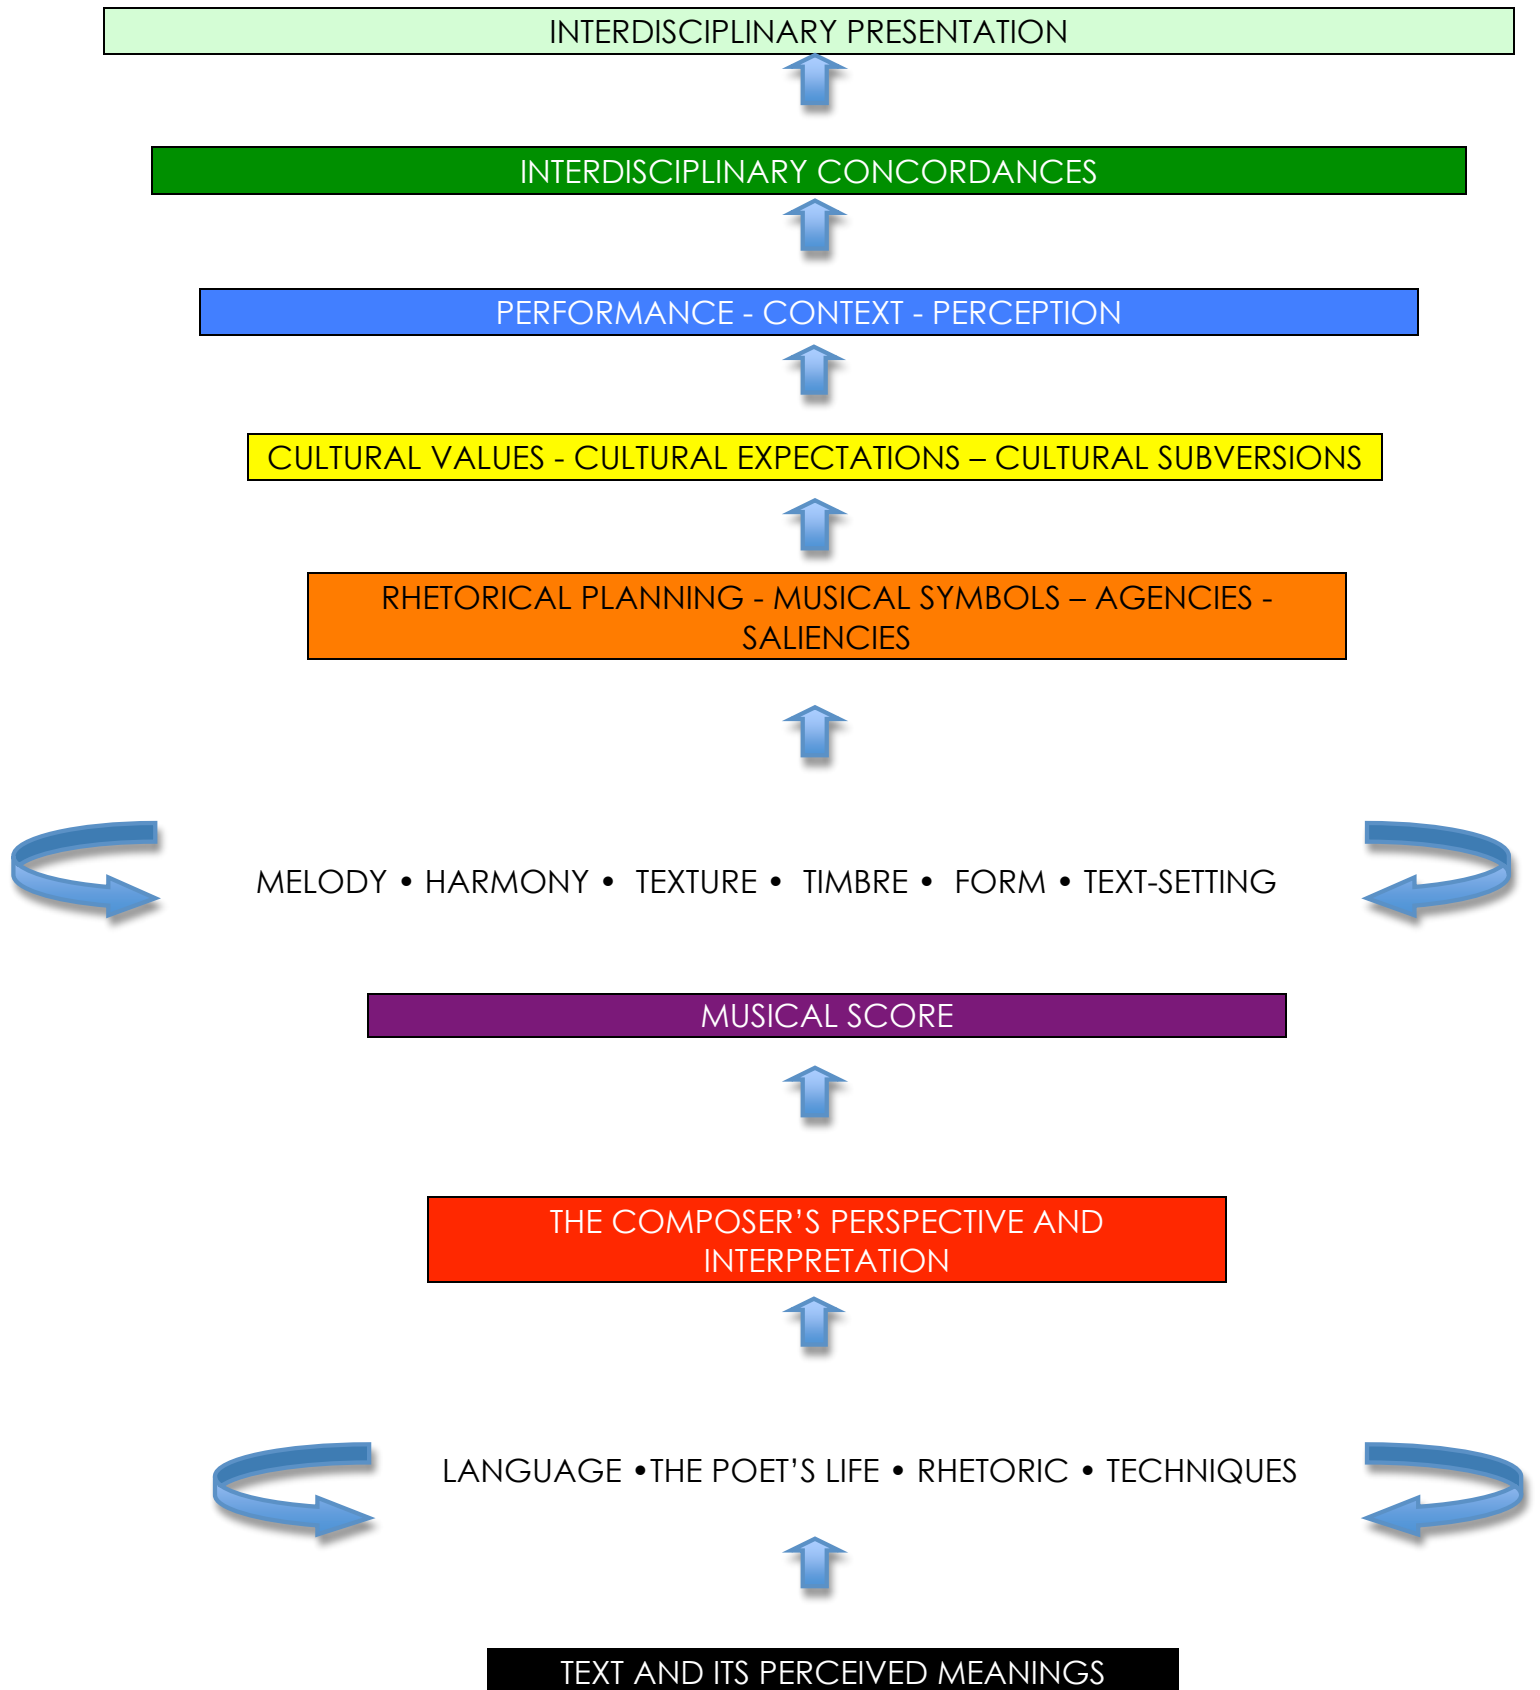 INTERDISCIPLINARY PRESENTATION
INTERDISCIPLINARY CONCORDANCES
PERFORMANCE - CONTEXT - PERCEPTION
CULTURAL VALUES - CULTURAL EXPECTATIONS – CULTURAL SUBVERSIONS
RHETORICAL PLANNING - MUSICAL SYMBOLS – AGENCIES -
SALIENCIES
MELODY • HARMONY • TEXTURE • TIMBRE • FORM • TEXT-SETTING
MUSICAL SCORE
THE COMPOSER’S PERSPECTIVE AND
INTERPRETATION
LANGUAGE •THE POET’S LIFE • RHETORIC • TECHNIQUES
TEXT AND ITS PERCEIVED MEANINGS